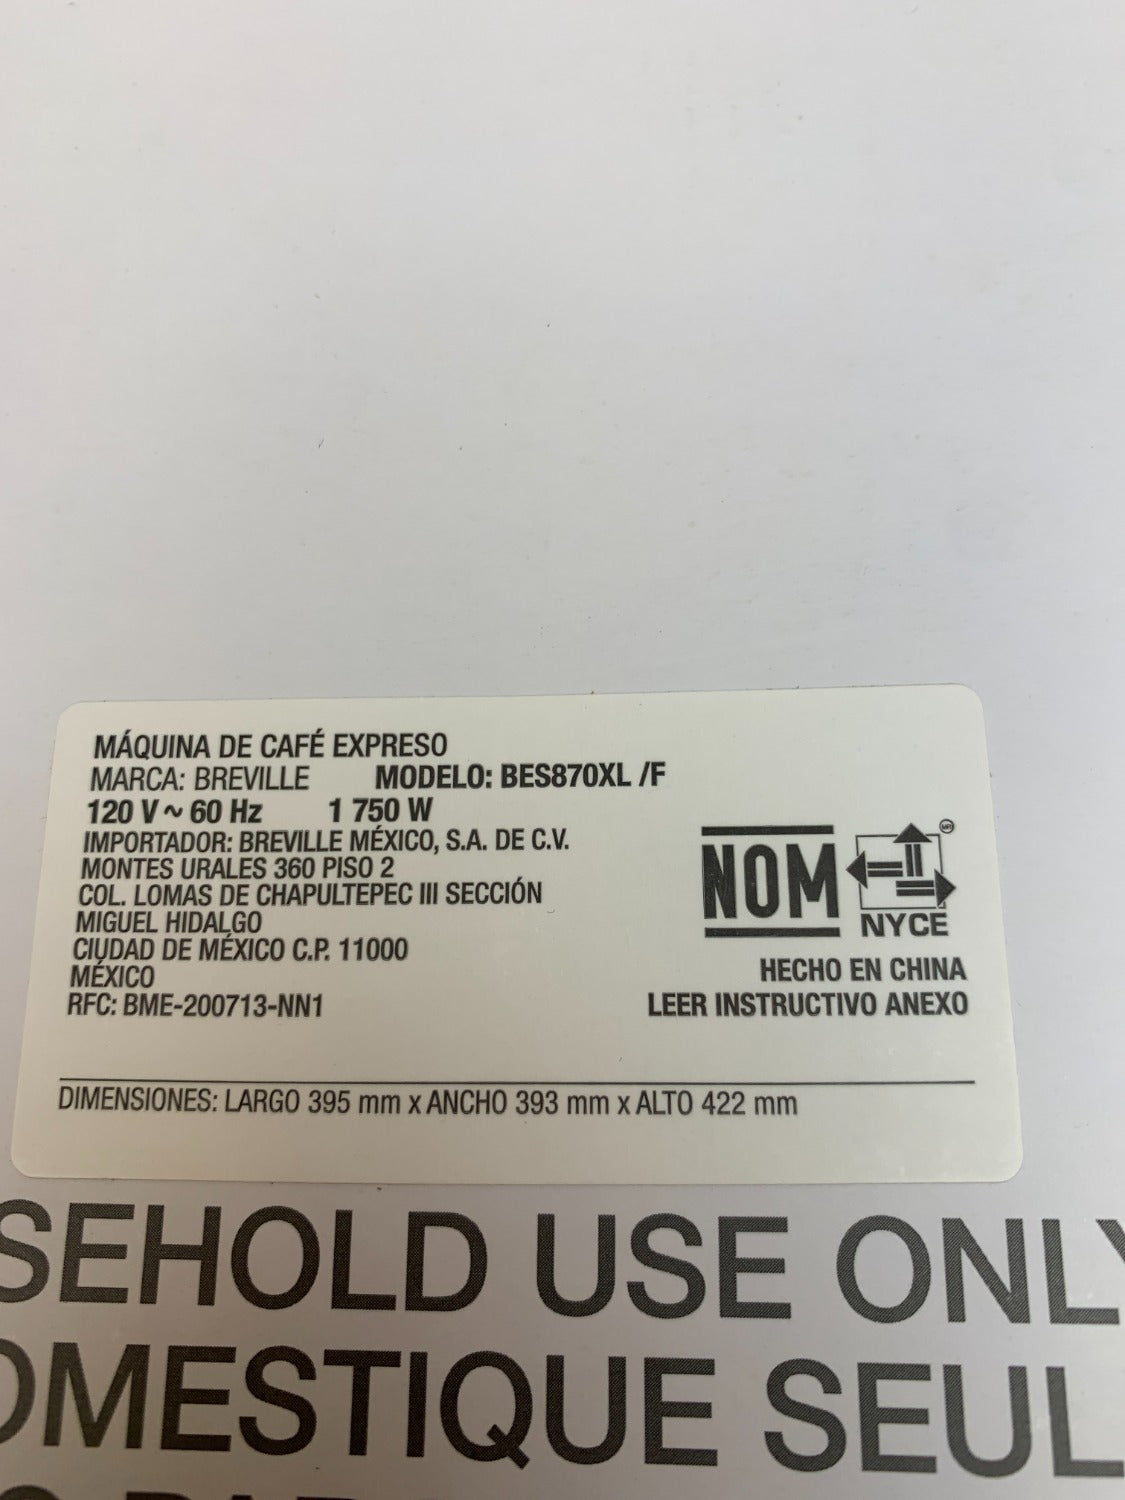 MÁQUINA DE CAFÉ EXPRESO
MARCA: BREVILLE MODELO: BES870XL /F
120 V ~ 60 Hz 1 750 W
IMPORTADOR: BREVILLE MÉXICO, S.A. DE C.V.
MONTES URALES 360 PISO 2
COL. LOMAS DE CHAPULTEPEC III SECCIÓN
MIGUEL HIDALGO
CIUDAD DE MÉXICO C.P. 11000
MÉXICO
RFC: BME-200713-NN1
NOM
MR
NYCE
HECHO EN CHINA
LEER INSTRUCTIVO ANEXO
DIMENSIONES: LARGO 395 mm x ANCHO 393 mm x ALTO 422 mm
SEHOLD USE ONLY
OMESTIQUE SEUL